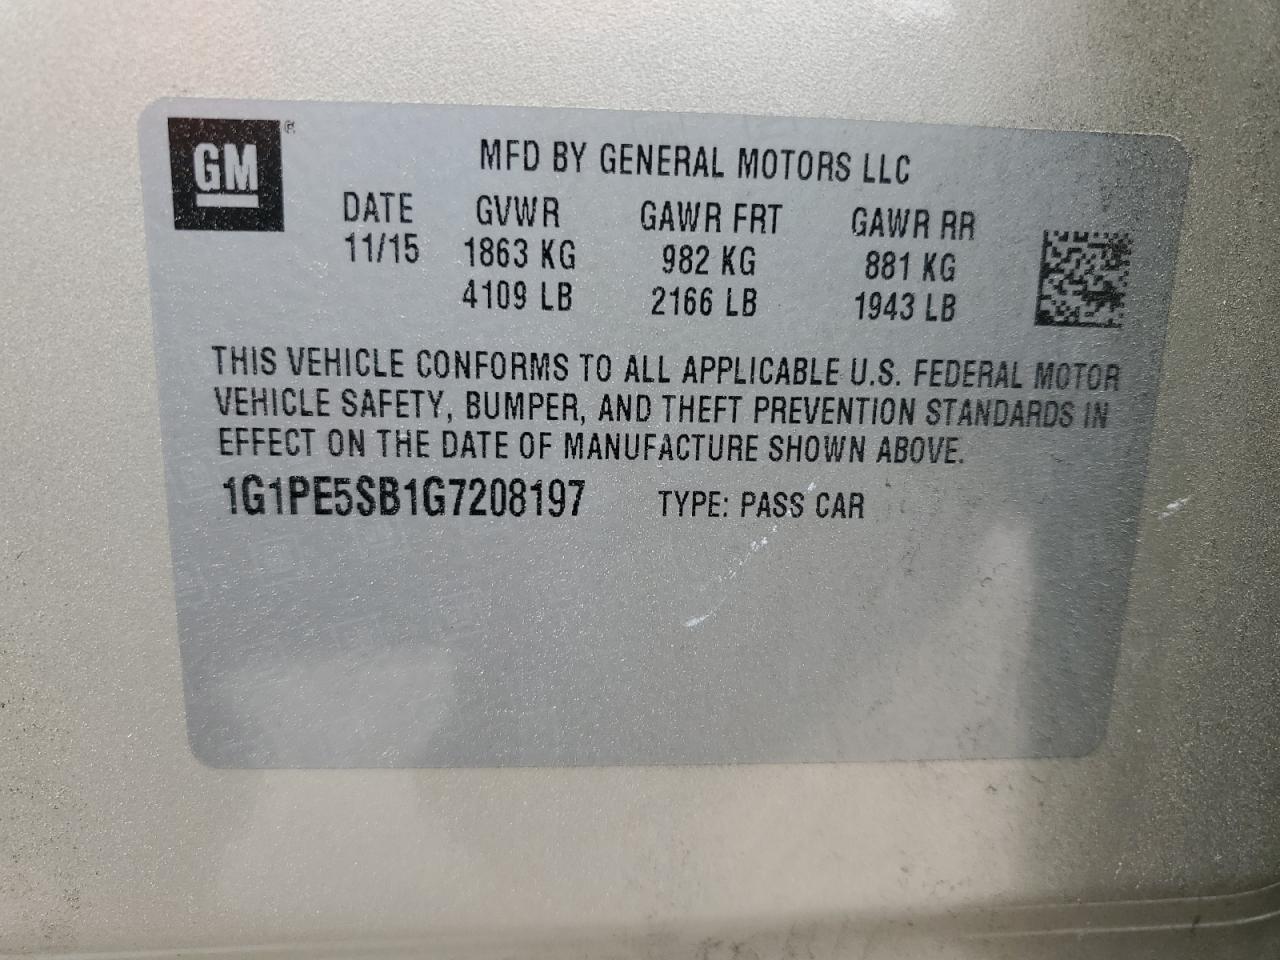 GM®
MFD BY GENERAL MOTORS LLC
DATE GVWR GAWR FRT GAWR RR
11/15 1863 KG 982 KG 881 KG
4109 LB 2166 LB 1943 LB
THIS VEHICLE CONFORMS TO ALL APPLICABLE U.S. FEDERAL MOTOR
VEHICLE SAFETY, BUMPER, AND THEFT PREVENTION STANDARDS IN
EFFECT ON THE DATE OF MANUFACTURE SHOWN ABOVE.
1G1PE5SB1G7208197 TYPE: PASS CAR